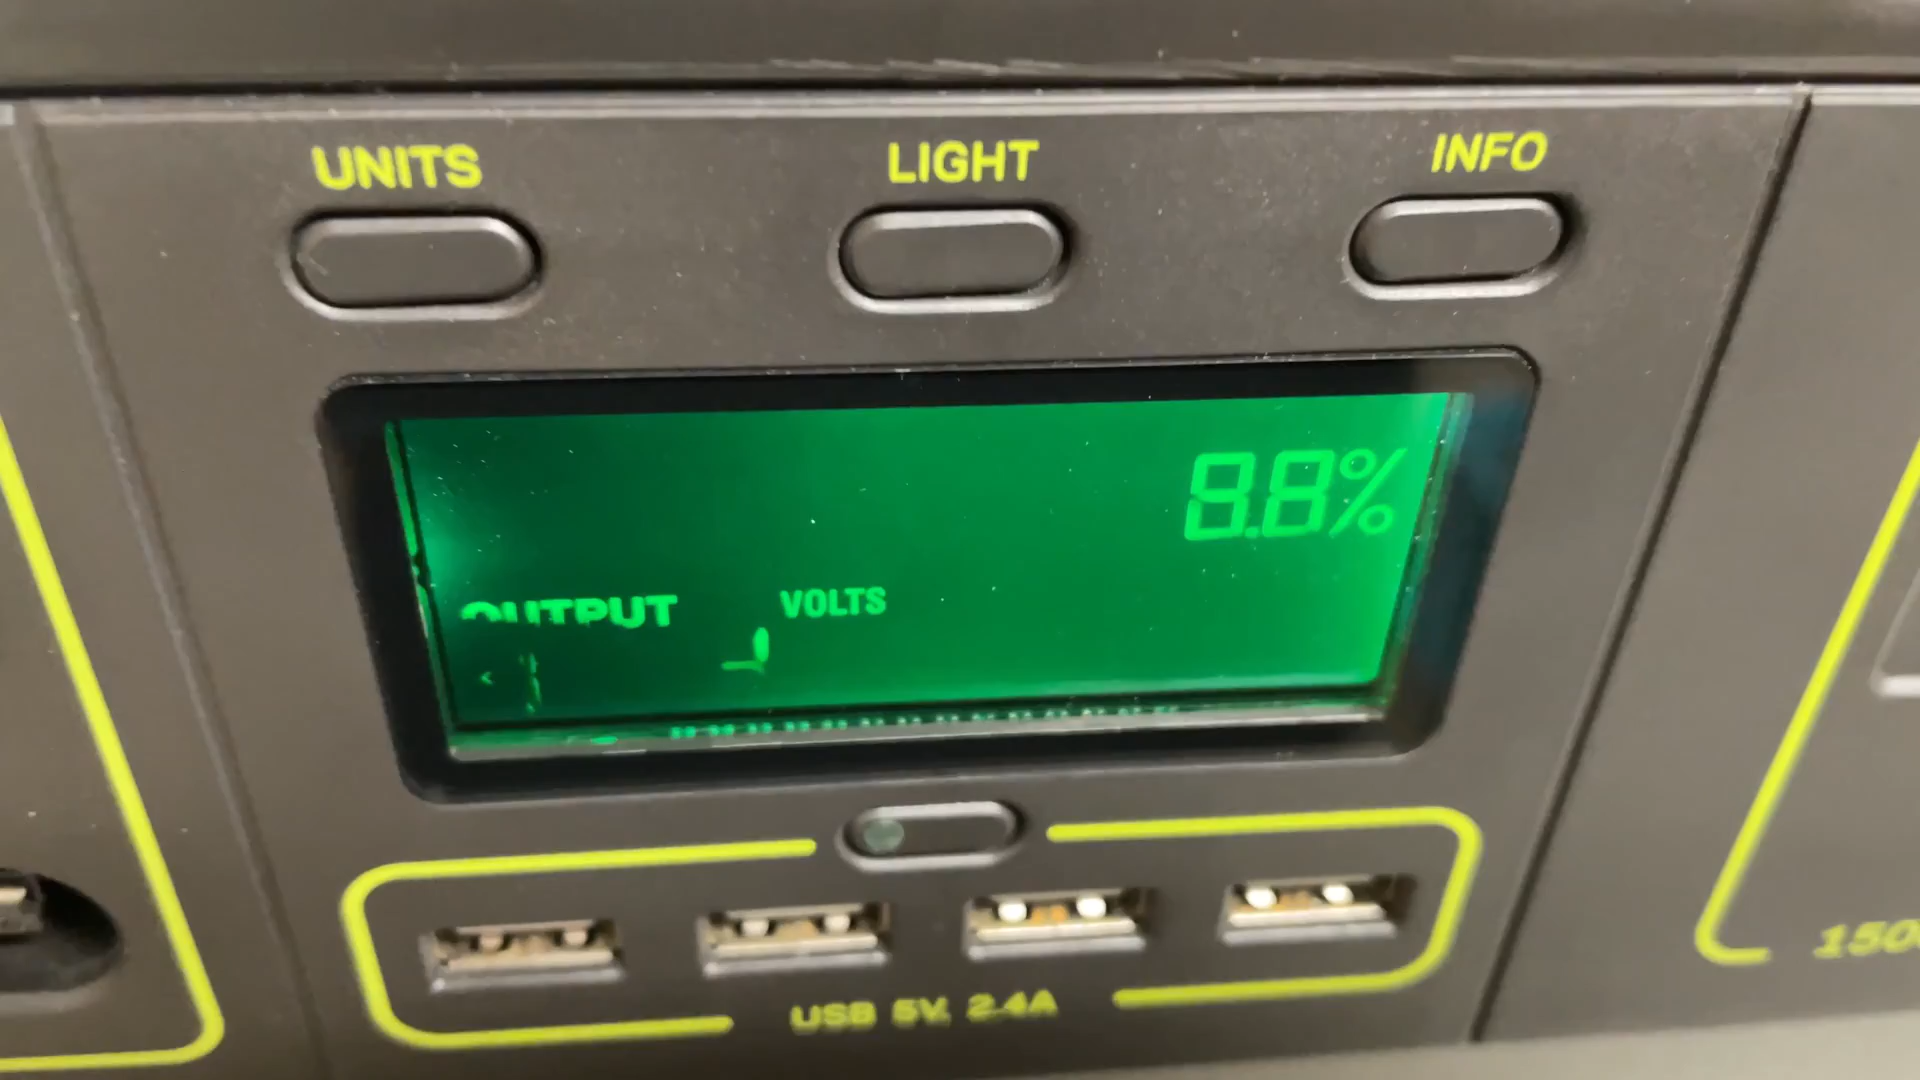 UNITS
LIGHT
INFO
8.8%
OUTPUT
VOLTS
USB 5V, 2.4A